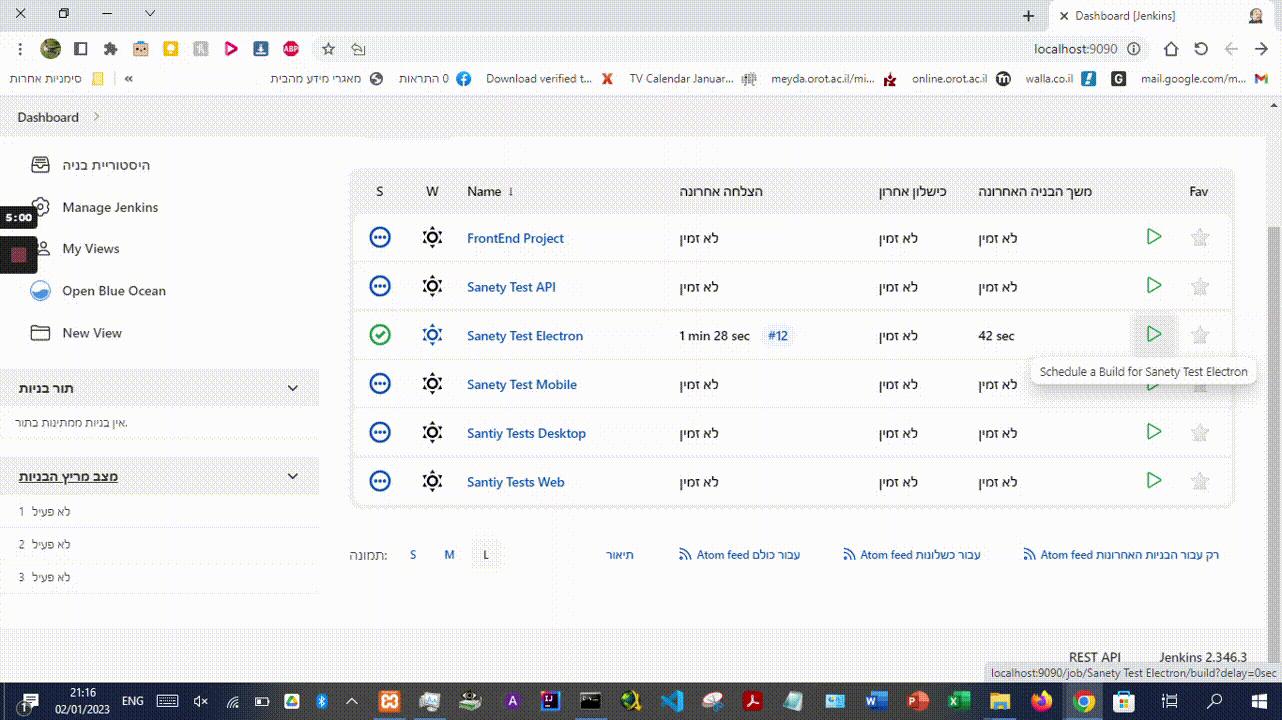 Dashboard [Jenkins]
localhost:9090
סימניות אחרות
»
מאגרי מידע מהבית
0 התראות
Download verified t...
TV Calendar Januar...
meyda.orot.ac.il/mi...
online.orot.ac.il
walla.co.il
mail.google.com/m...
Dashboard
היסטוריית בניה
Manage Jenkins
5:00
My Views
Open Blue Ocean
New View
תור בניות
אין בניות ממתינות בתור.
מצב מריץ הבניות
1 לא פעיל
2 לא פעיל
3 לא פעיל
S W Name ↓ הצלחה אחרונה כישלון אחרון משך הבניה האחרונה Fav
FrontEnd Project לא זמין לא זמין לא זמין
Sanety Test API לא זמין לא זמין לא זמין
Sanety Test Electron 1 min 28 sec #12 לא זמין 42 sec
Schedule a Build for Sanety Test Electron
Sanety Test Mobile לא זמין לא זמין לא זמין
Santiy Tests Desktop לא זמין לא זמין לא זמין
Santiy Tests Web לא זמין לא זמין לא זמין
תמונה: S M L
תיאור
Atom feed עבור כולם
Atom feed עבור כשלונות
Atom feed רק עבור הבניות האחרונות
REST API Jenkins 2.346.3
localhost:9090/job/Sanety Test Electron/build?delay=0sec
21:16
02/01/2023
ENG